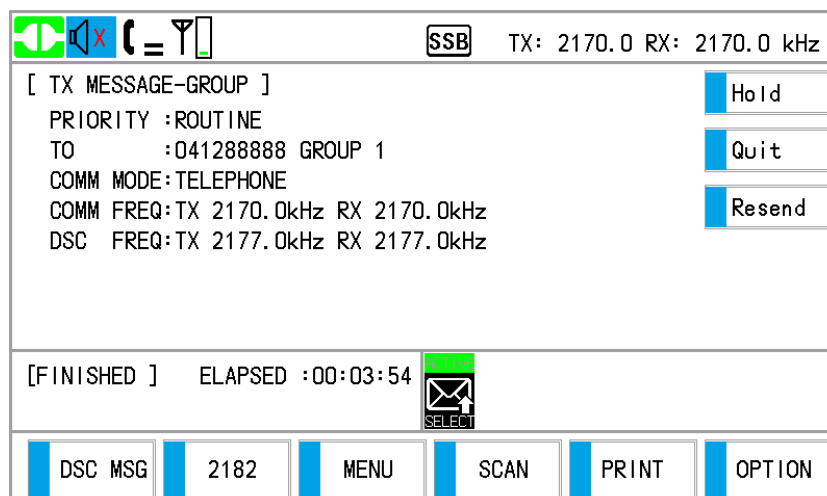 SSB TX: 2170.0 RX: 2170.0 kHz
[ TX MESSAGE-GROUP ]
PRIORITY :ROUTINE
TO :041288888 GROUP 1
COMM MODE:TELEPHONE
COMM FREQ:TX 2170.0kHz RX 2170.0kHz
DSC FREQ:TX 2177.0kHz RX 2177.0kHz
Hold
Quit
Resend
[FINISHED ] ELAPSED :00:03:54
ACTIVE
SELECT
DSC MSG 2182 MENU SCAN PRINT OPTION